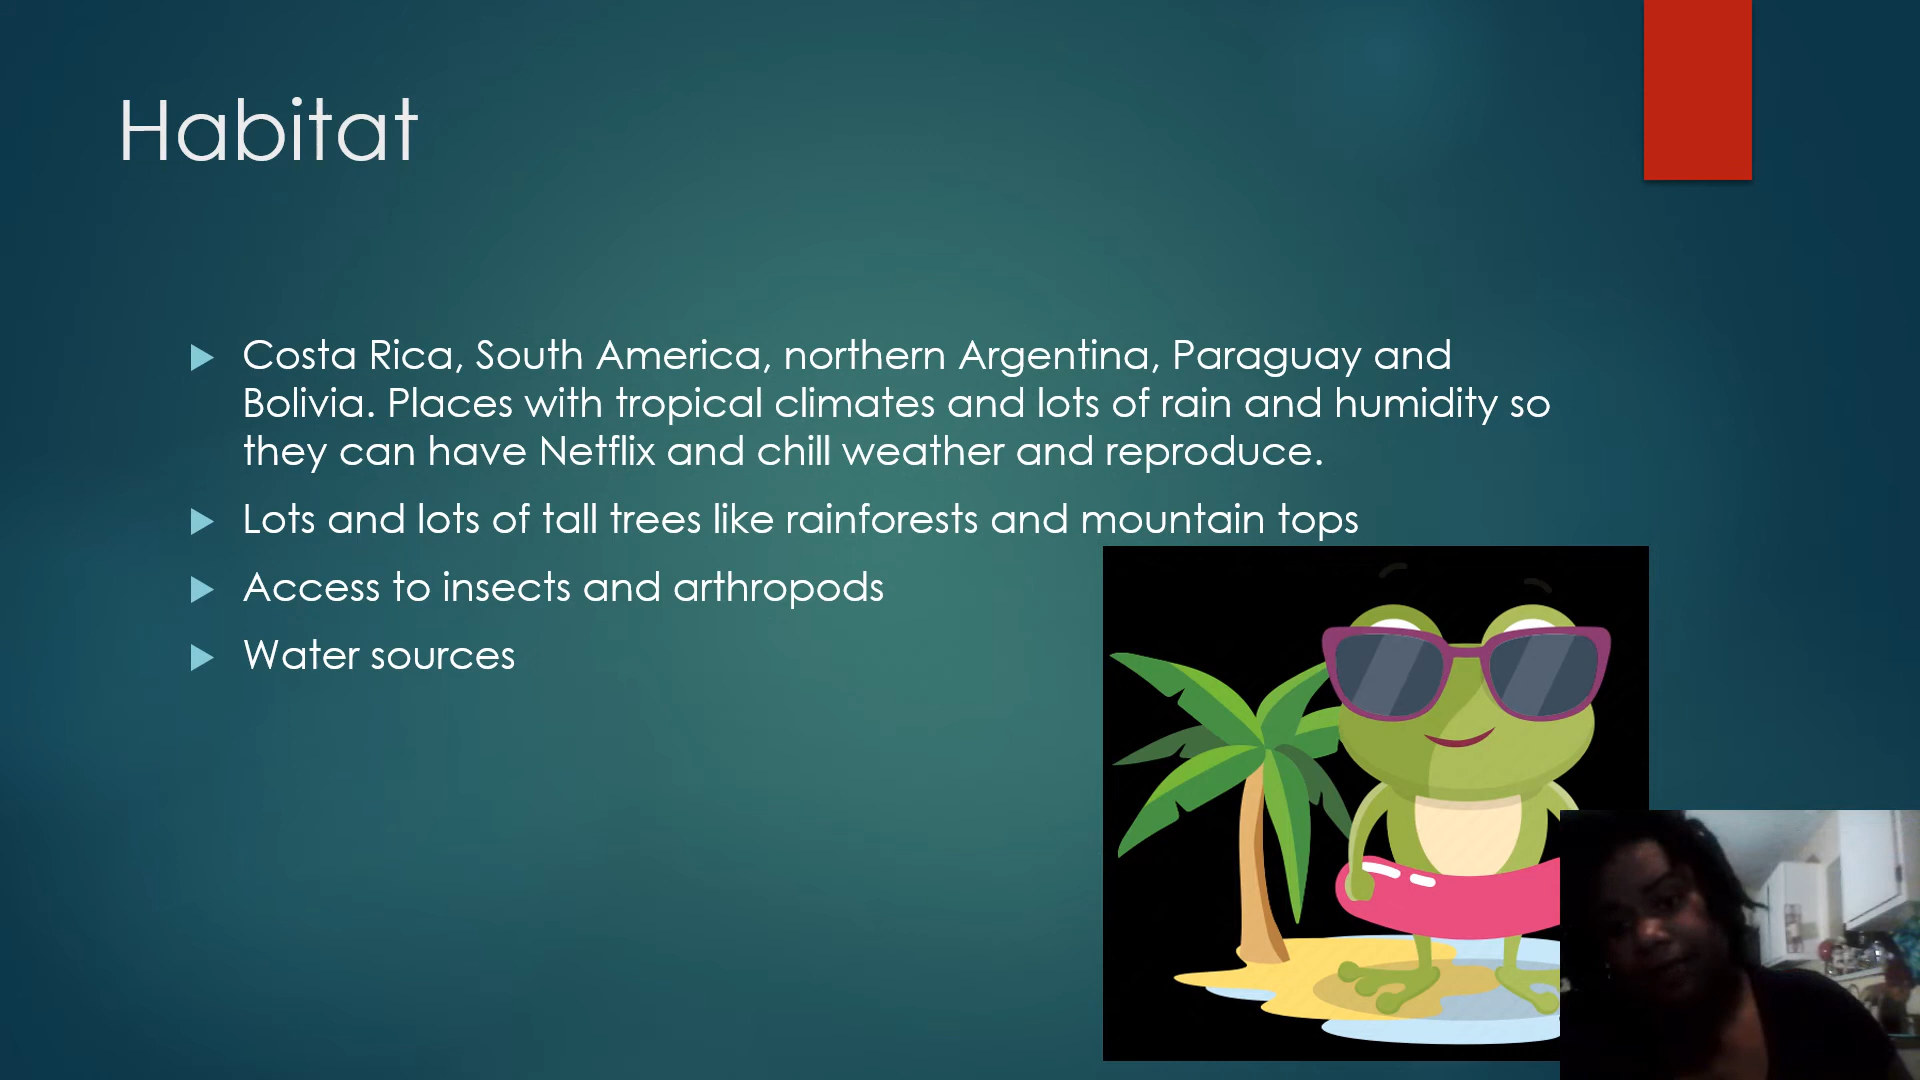 Habitat
Costa Rica, South America, northern Argentina, Paraguay and
Bolivia. Places with tropical climates and lots of rain and humidity so
they can have Netflix and chill weather and reproduce.
Lots and lots of tall trees like rainforests and mountain tops
Access to insects and arthropods
Water sources